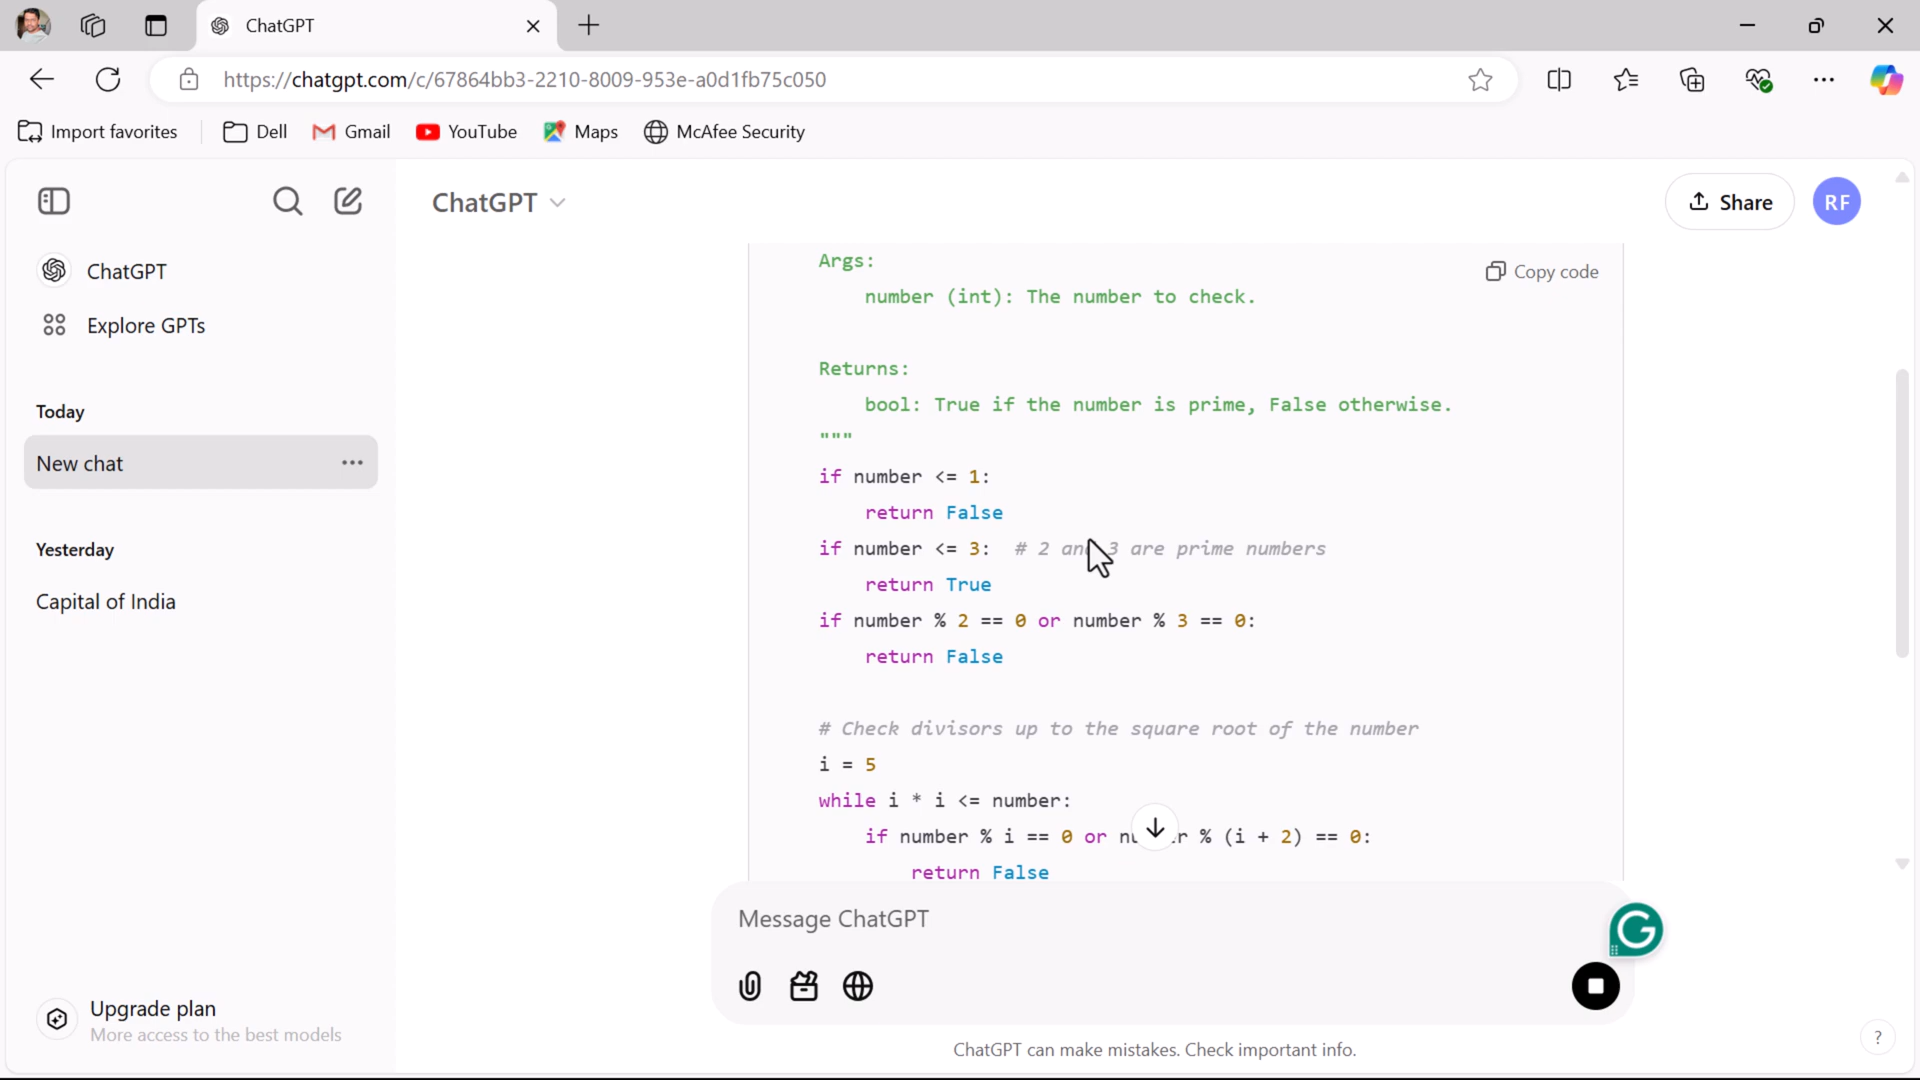 ChatGPT
https://chatgpt.com/c/67864bb3-2210-8009-953e-a0d1fb75c050
Import favorites Dell Gmail YouTube Maps McAfee Security
ChatGPT
Share RF
ChatGPT
Explore GPTs
Today
New chat
Yesterday
Capital of India
Upgrade plan
More access to the best models
Copy code
Args:
number (int): The number to check.
Returns:
bool: True if the number is prime, False otherwise.
"""
if number <= 1:
return False
if number <= 3: # 2 and 3 are prime numbers
return True
if number % 2 == 0 or number % 3 == 0:
return False
# Check divisors up to the square root of the number
i = 5
while i * i <= number:
if number % i == 0 or number % (i + 2) == 0:
return False
Message ChatGPT
ChatGPT can make mistakes. Check important info.
?